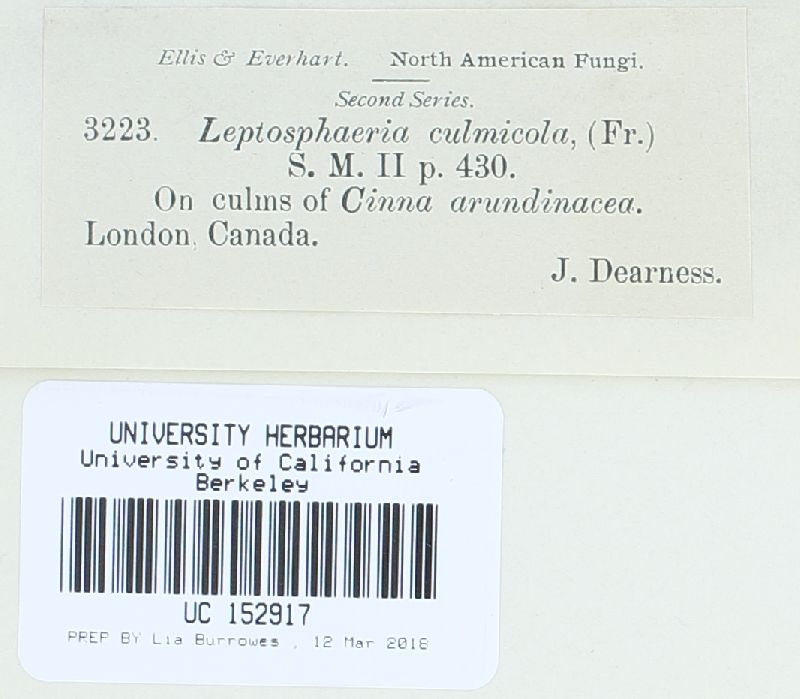 Ellis & Everhart. North American Fungi.
Second Series.
3223. Leptosphaeria culmicola, (Fr.)
S. M. II p. 430.
On culms of Cinna arundinacea.
London, Canada.
J. Dearness.
UNIVERSITY HERBARIUM
University of California
Berkeley
UC 152917
PREP BY Lia Burrowes , 12 Mar 2018